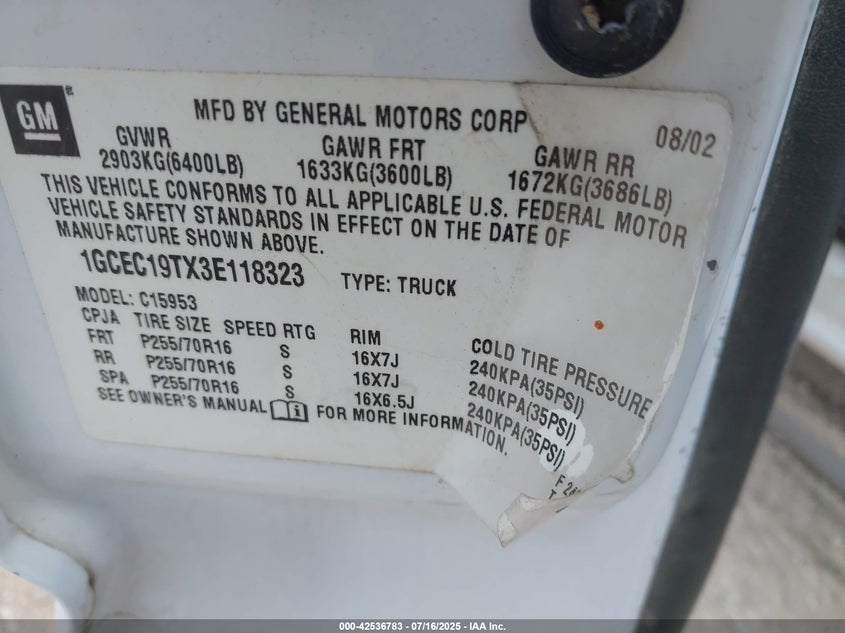 GM
MFD BY GENERAL MOTORS CORP 08/02
GVWR GAWR FRT GAWR RR
2903KG(6400LB) 1633KG(3600LB) 1672KG(3686LB)
THIS VEHICLE CONFORMS TO ALL APPLICABLE U.S. FEDERAL MOTOR
VEHICLE SAFETY STANDARDS IN EFFECT ON THE DATE OF
MANUFACTURE SHOWN ABOVE.
1GCEC19TX3E118323 TYPE: TRUCK
MODEL: C15953
CPJA TIRE SIZE SPEED RTG RIM COLD TIRE PRESSURE
FRT P255/70R16 S 16X7J 240KPA(35PSI)
RR P255/70R16 S 16X7J 240KPA(35PSI)
SPA P255/70R16 S 16X6.5J 240KPA(35PSI)
SEE OWNER'S MANUAL FOR MORE INFORMATION.
000-42536783 / 07/16/2025 - IAA Inc.